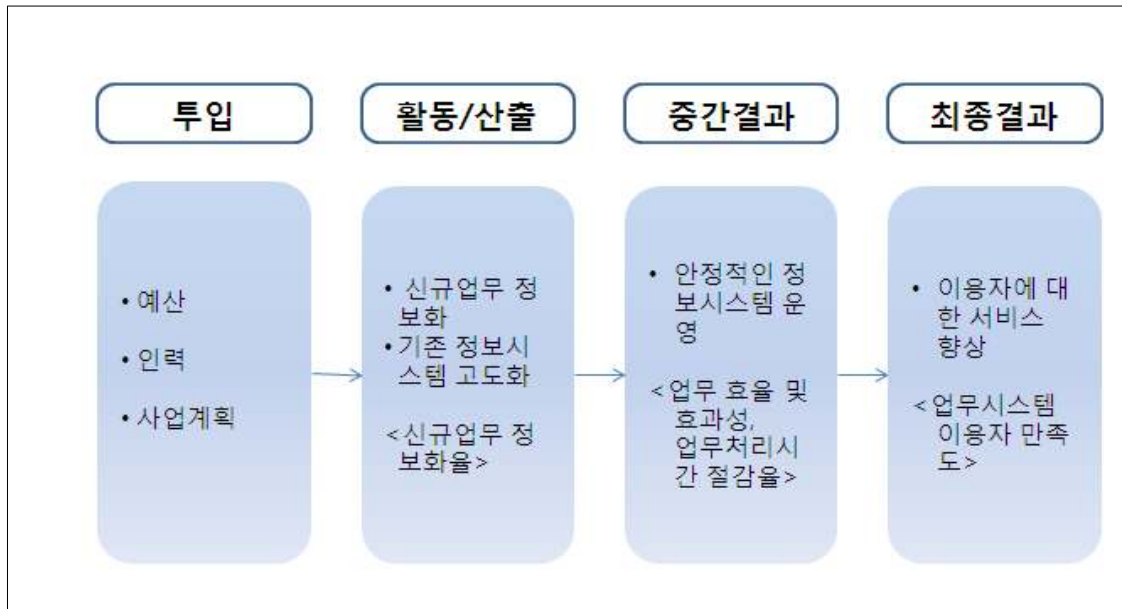 투입
활동/산출
중간결과
최종결과
• 예산
• 인력
• 사업계획
• 신규업무 정
보화
• 기존 정보시
스템 고도화
<신규업무 정
보화율>
• 안정적인 정
보시스템 운
영
<업무 효율 및
효과성,
업무처리시
간 절감율>
• 이용자에 대
한 서비스
향상
<업무시스템
이용자 만족
도>